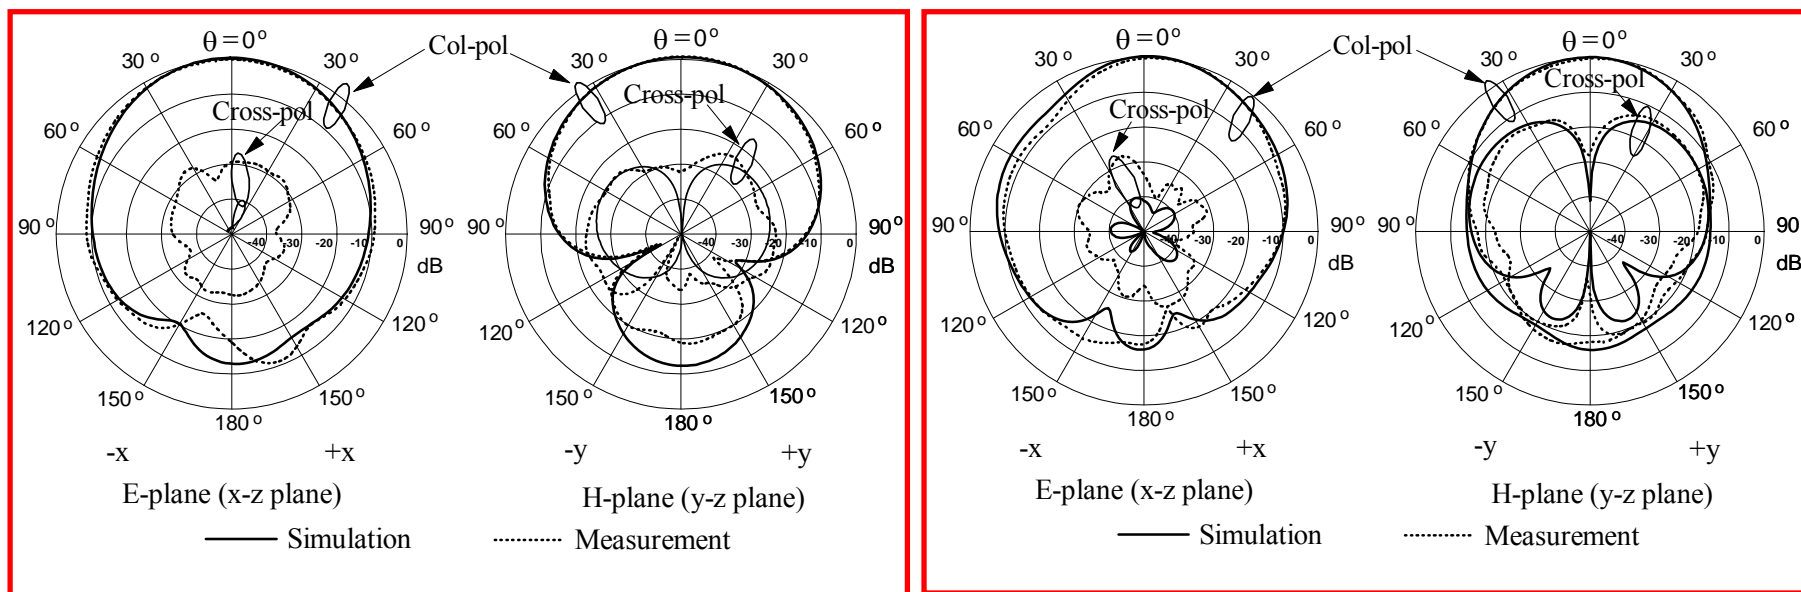 θ = 0º
Col-pol
θ = 0º
30 º
30 º
30 º
30 º
Cross-pol
Cross-pol
60 º
60 º
60 º
60 º
90 º
-40 -30 -20 -10 0
90 º
90 º
-40 -30 -20 -10 0
90 º
dB
dB
120 º
120 º
120 º
120 º
150 º
150 º
150 º
150 º
180 º
180 º
-x
+x
-y
+y
E-plane (x-z plane)
H-plane (y-z plane)
Simulation
Measurement
θ = 0º
Col-pol
θ = 0º
30 º
30 º
30 º
30 º
Cross-pol
Cross-pol
60 º
60 º
60 º
60 º
90 º
-40 -30 -20 -10 0
90 º
90 º
-40 -30 -20 -10 0
90
dB
dB
120 º
120 º
120 º
120 º
150 º
150 º
150 º
150 º
180 º
180 º
-x
+x
-y
+y
E-plane (x-z plane)
H-plane (y-z plane)
Simulation
Measurement